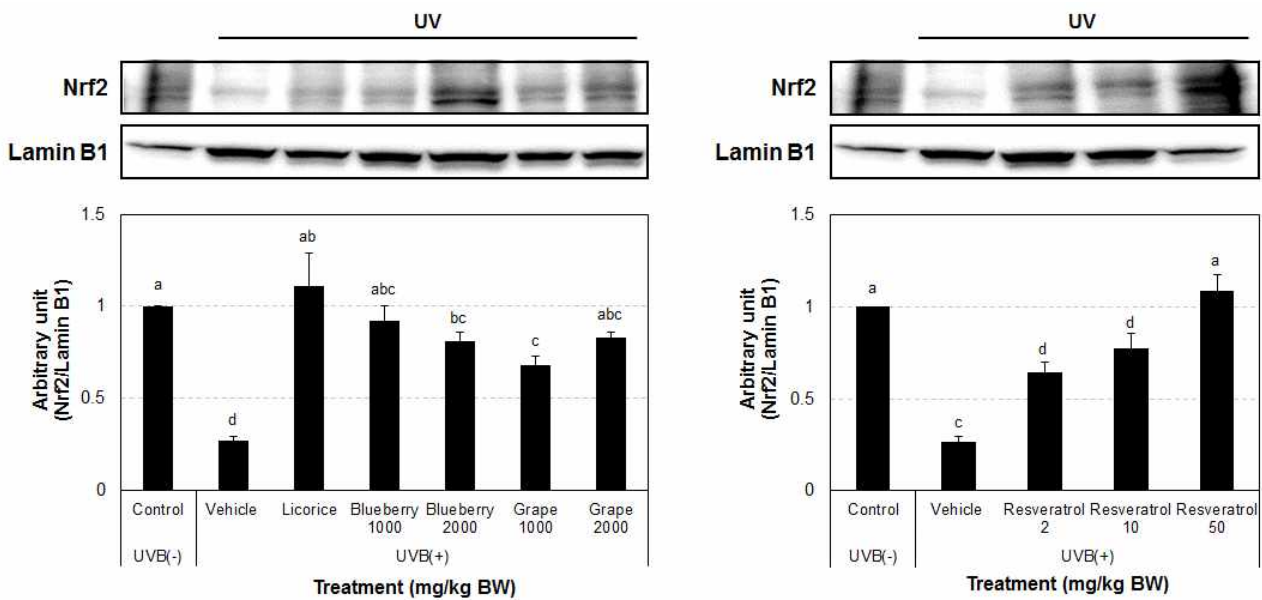 UV
Nrf2
Lamin B1
1.5
1
0.5
0
Arbitrary unit
(Nrf2/Lamin B1)
a
d
ab
abc
bc
c
abc
Control
Vehicle
Licorice
Blueberry
1000
Blueberry
2000
Grape
1000
Grape
2000
UVB(-)
UVB(+)
Treatment (mg/kg BW)
UV
Nrf2
Lamin B1
1.5
1
0.5
0
Arbitrary unit
(Nrf2/Lamin B1)
a
c
d
d
a
Control
Vehicle
Resveratrol
2
Resveratrol
10
Resveratrol
50
UVB(-)
UVB(+)
Treatment (mg/kg BW)